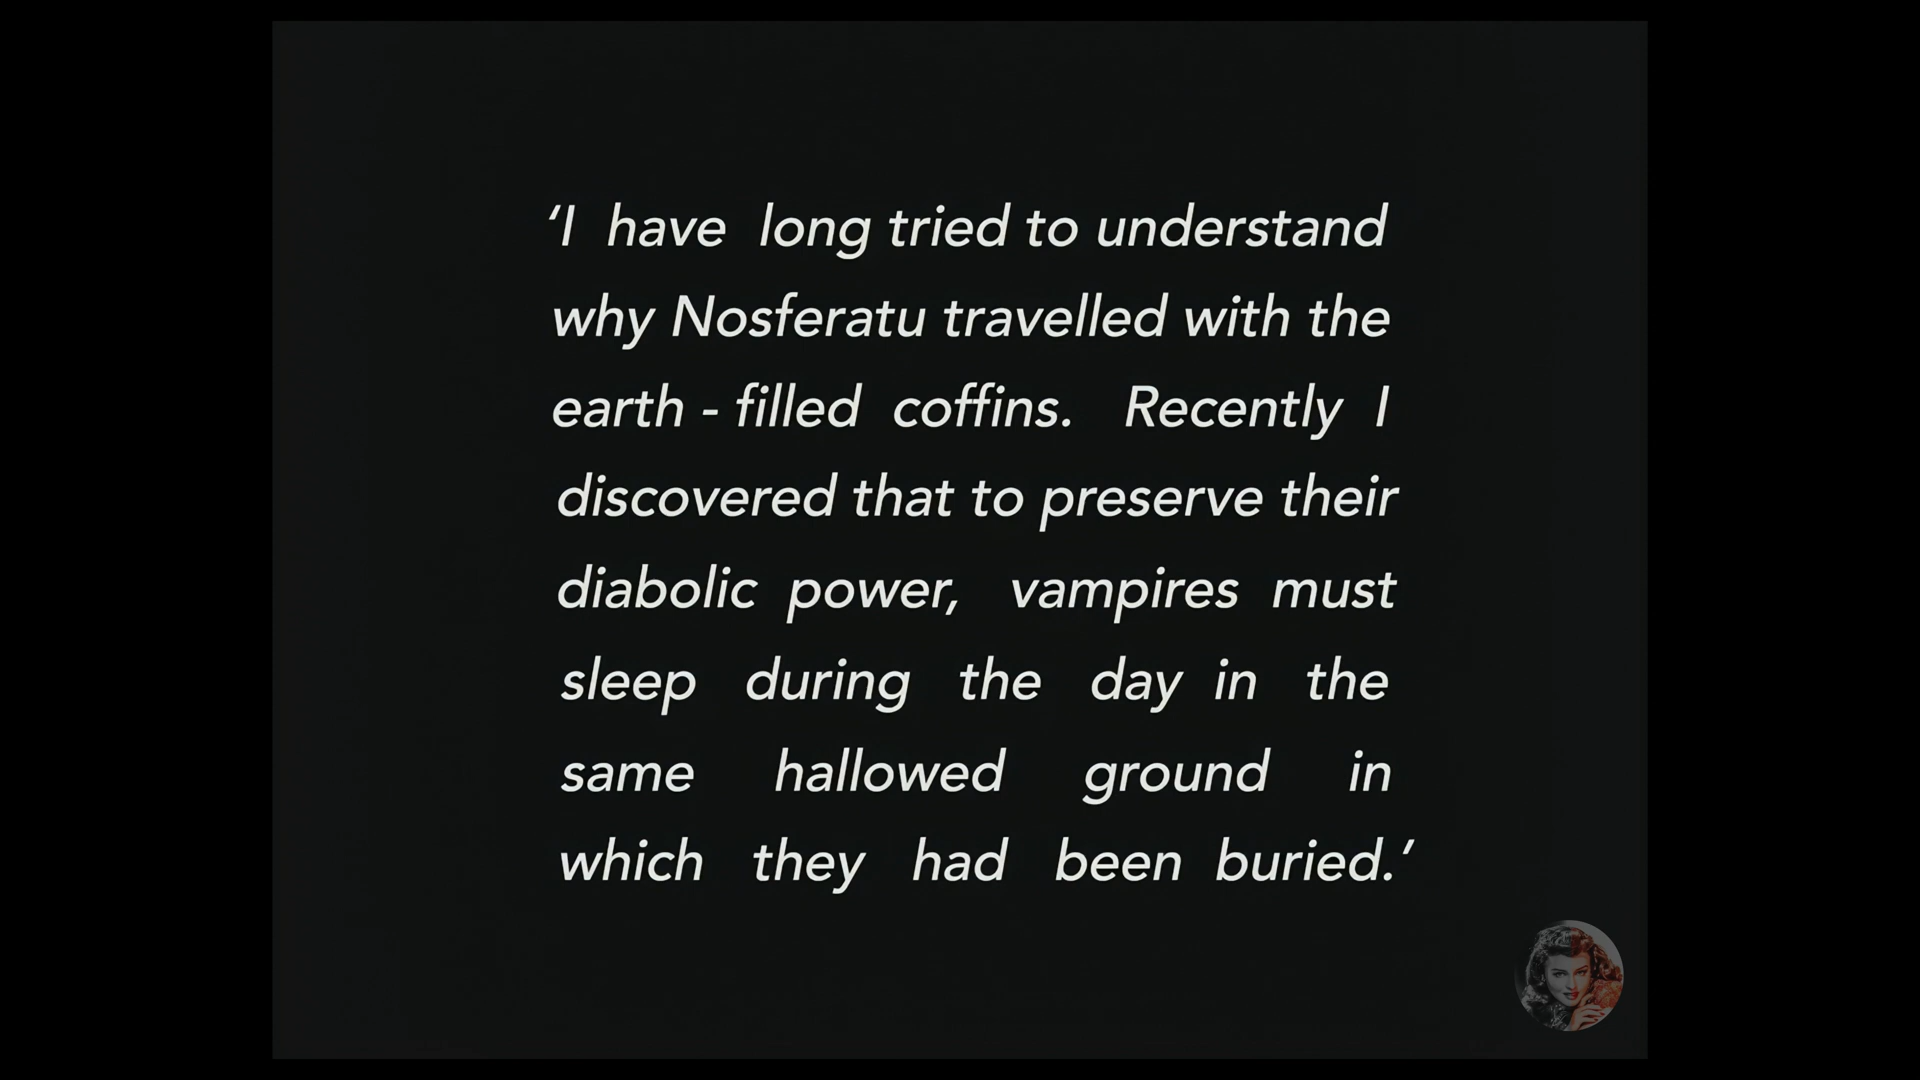 ‘I have long tried to understand
why Nosferatu travelled with the
earth - filled coffins. Recently I
discovered that to preserve their
diabolic power, vampires must
sleep during the day in the
same hallowed ground in
which they had been buried.’